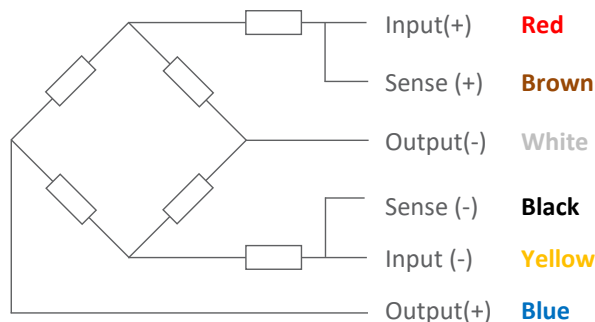 Input(+) Red
Sense (+) Brown
Output(-) White
Sense (-) Black
Input (-) Yellow
Output(+) Blue